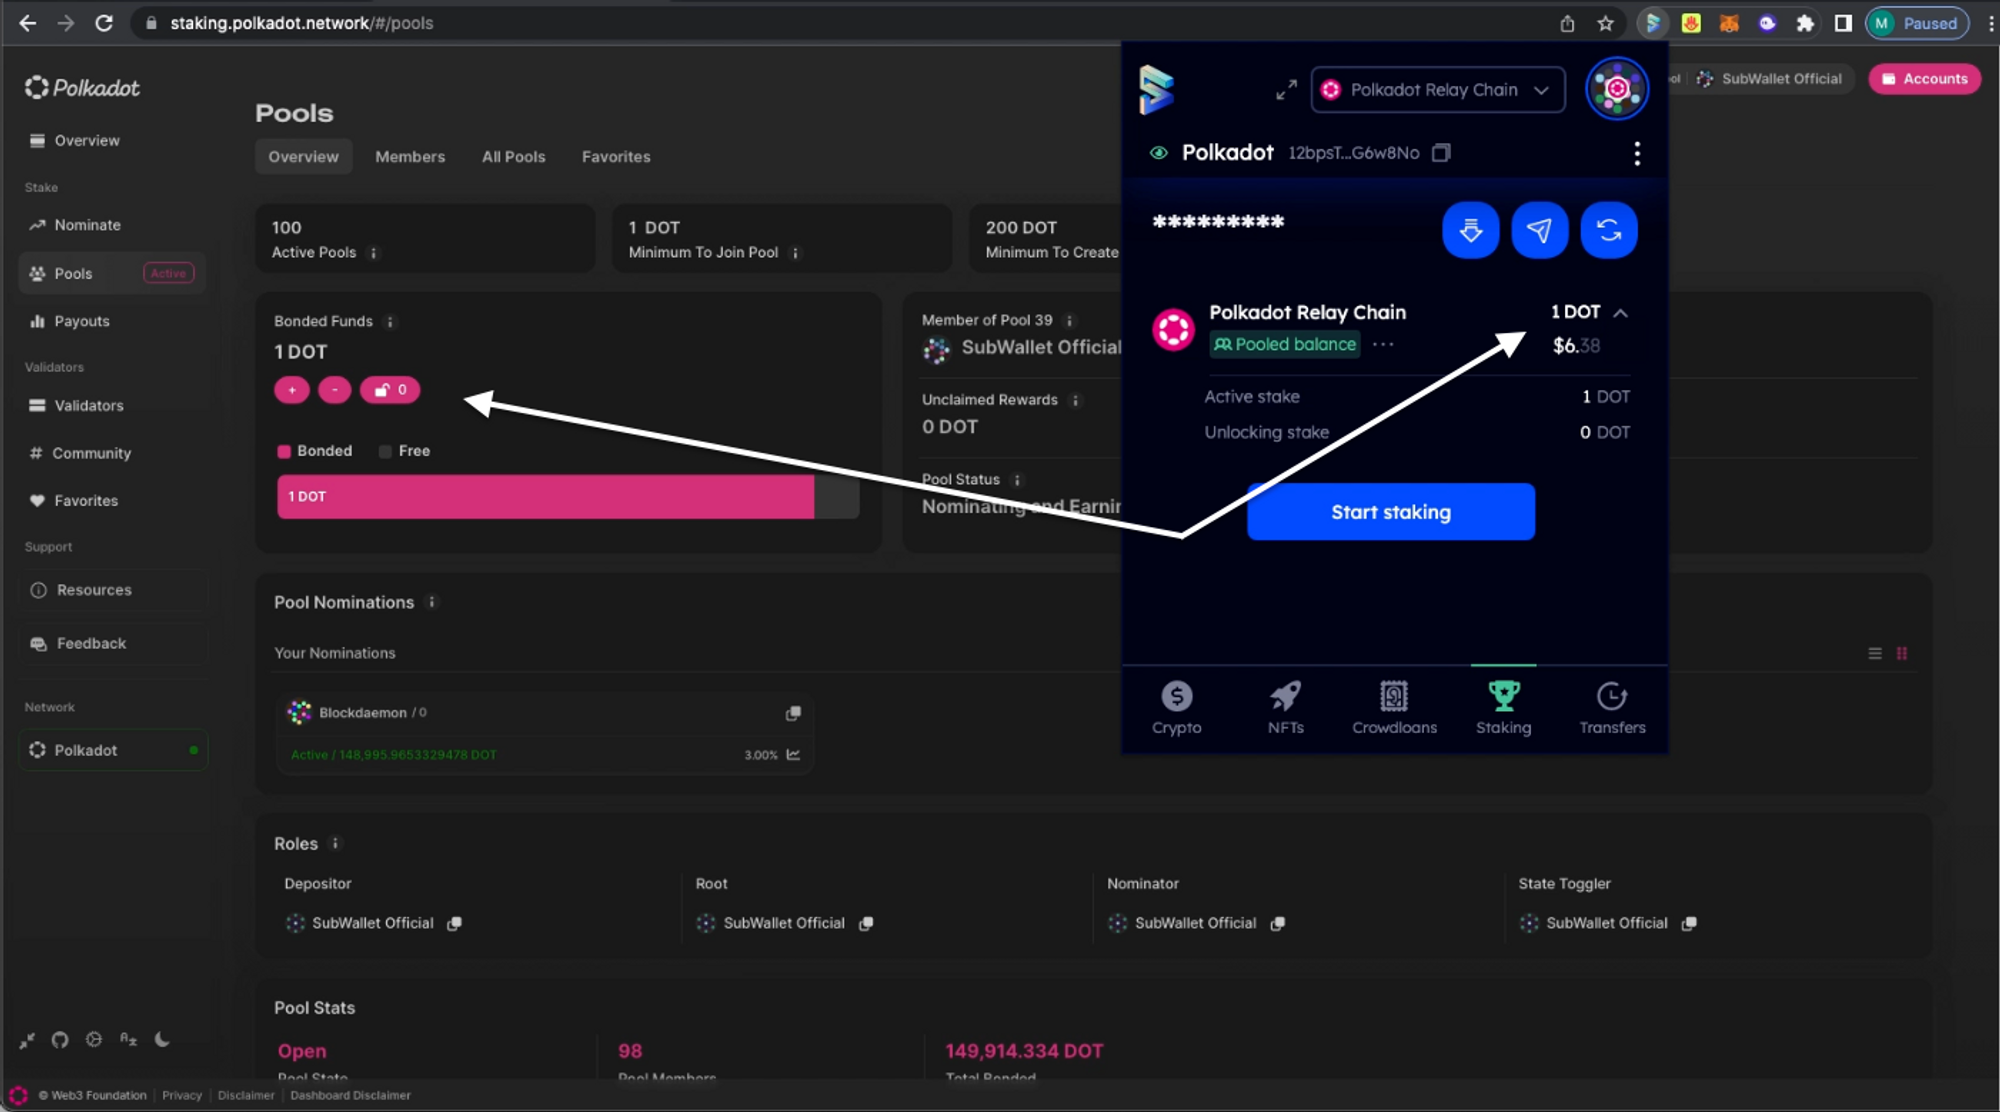 staking.polkadot.network/#/pools
M Paused
Polkadot
Overview
Stake
Nominate
Pools Active
Payouts
Validators
Validators
Community
Favorites
Support
Resources
Feedback
Network
Polkadot
Pools
Overview Members All Pools Favorites
100
Active Pools
1 DOT
Minimum To Join Pool
200 DOT
Minimum To Create
SubWallet Official
Accounts
Bonded Funds
1 DOT
+ - 0
Bonded Free
1 DOT
Member of Pool 39
SubWallet Official
Unclaimed Rewards
0 DOT
Pool Status
Nominating and Earnin
Polkadot Relay Chain
Polkadot 12bpsT...G6w8No
*********
Polkadot Relay Chain 1 DOT
Pooled balance ... $6.38
Active stake 1 DOT
Unlocking stake 0 DOT
Start staking
Crypto NFTs Crowdloans Staking Transfers
Pool Nominations
Your Nominations
Blockdaemon / 0
Active / 148,995.9653329478 DOT 3.00%
Roles
Depositor Root Nominator State Toggler
SubWallet Official SubWallet Official SubWallet Official SubWallet Official
Pool Stats
Open 98 149,914.334 DOT
Pool State Pool Members Total Bonded
© Web3 Foundation | Privacy | Disclaimer | Dashboard Disclaimer